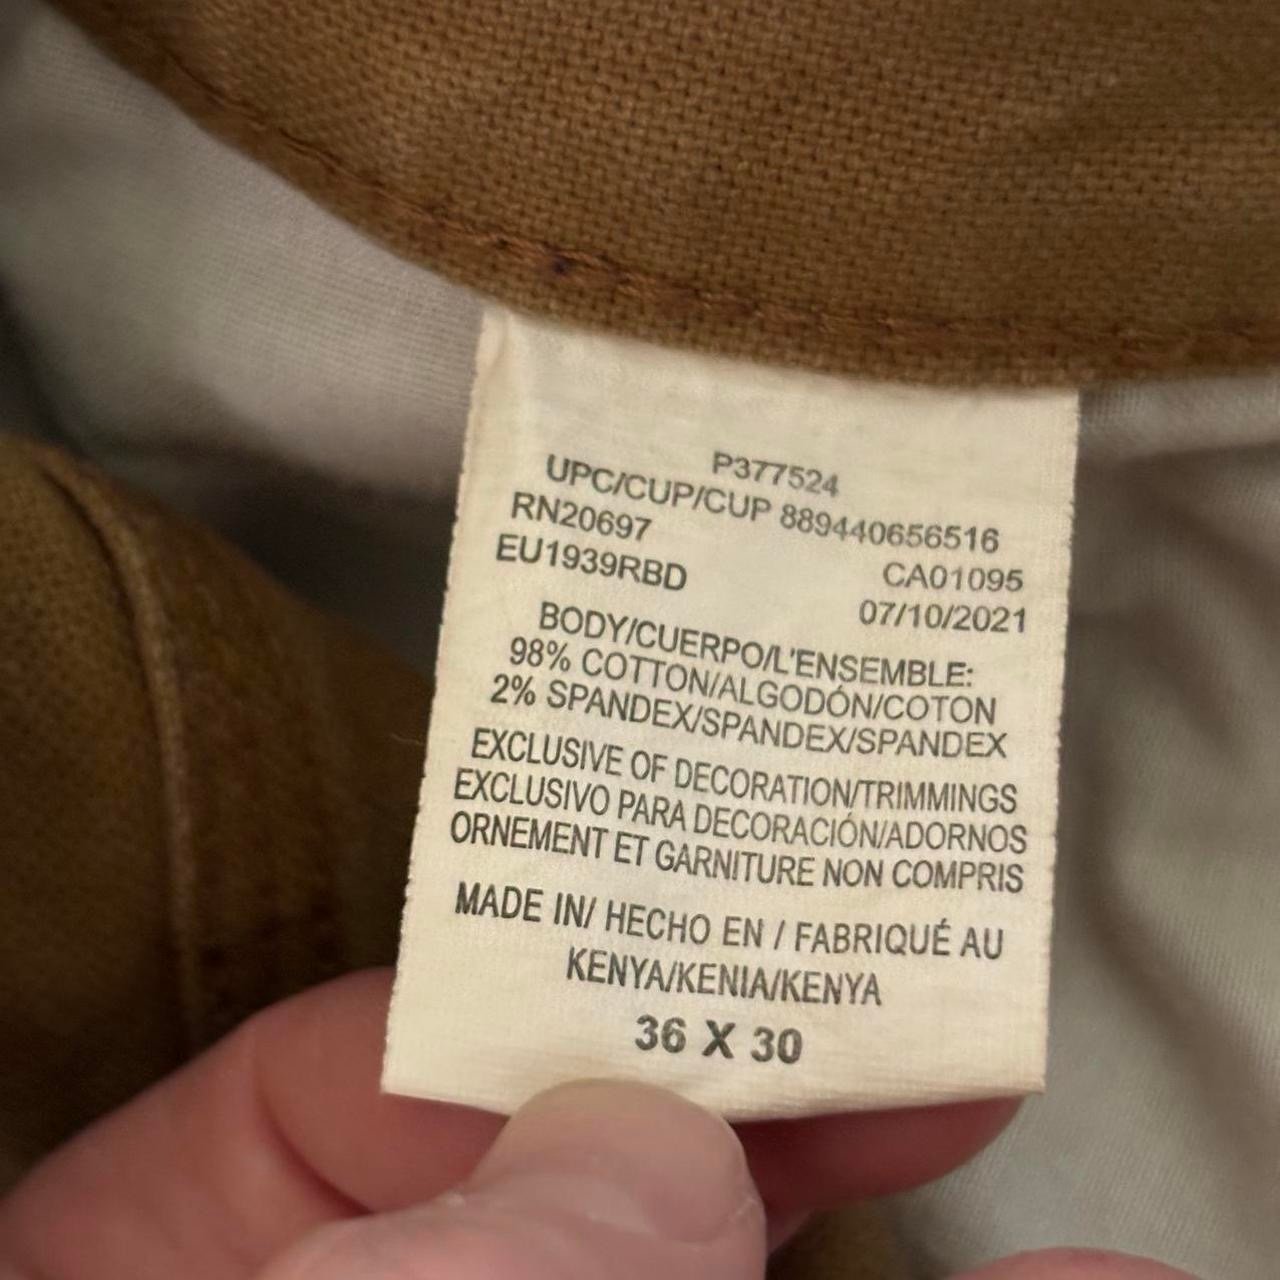 P377524
UPC/CUP/CUP 889440656516
RN20697 CA01095
EU1939RBD 07/10/2021
BODY/CUERPO/L'ENSEMBLE:
98% COTTON/ALGODÓN/COTON
2% SPANDEX/SPANDEX/SPANDEX
EXCLUSIVE OF DECORATION/TRIMMINGS
EXCLUSIVO PARA DECORACIÓN/ADORNOS
ORNEMENT ET GARNITURE NON COMPRIS
MADE IN/ HECHO EN / FABRIQUÉ AU
KENYA/KENIA/KENYA
36 X 30